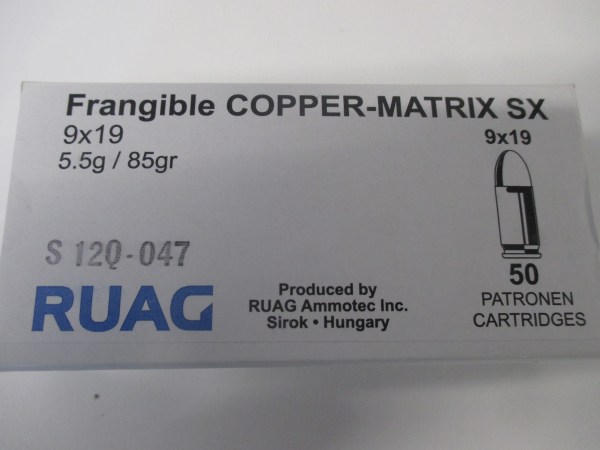 Frangible COPPER-MATRIX SX
9x19
5.5g / 85gr
9x19
S 12Q-047
RUAG
Produced by
RUAG Ammotec Inc.
Sirok • Hungary
50
PATRONEN
CARTRIDGES